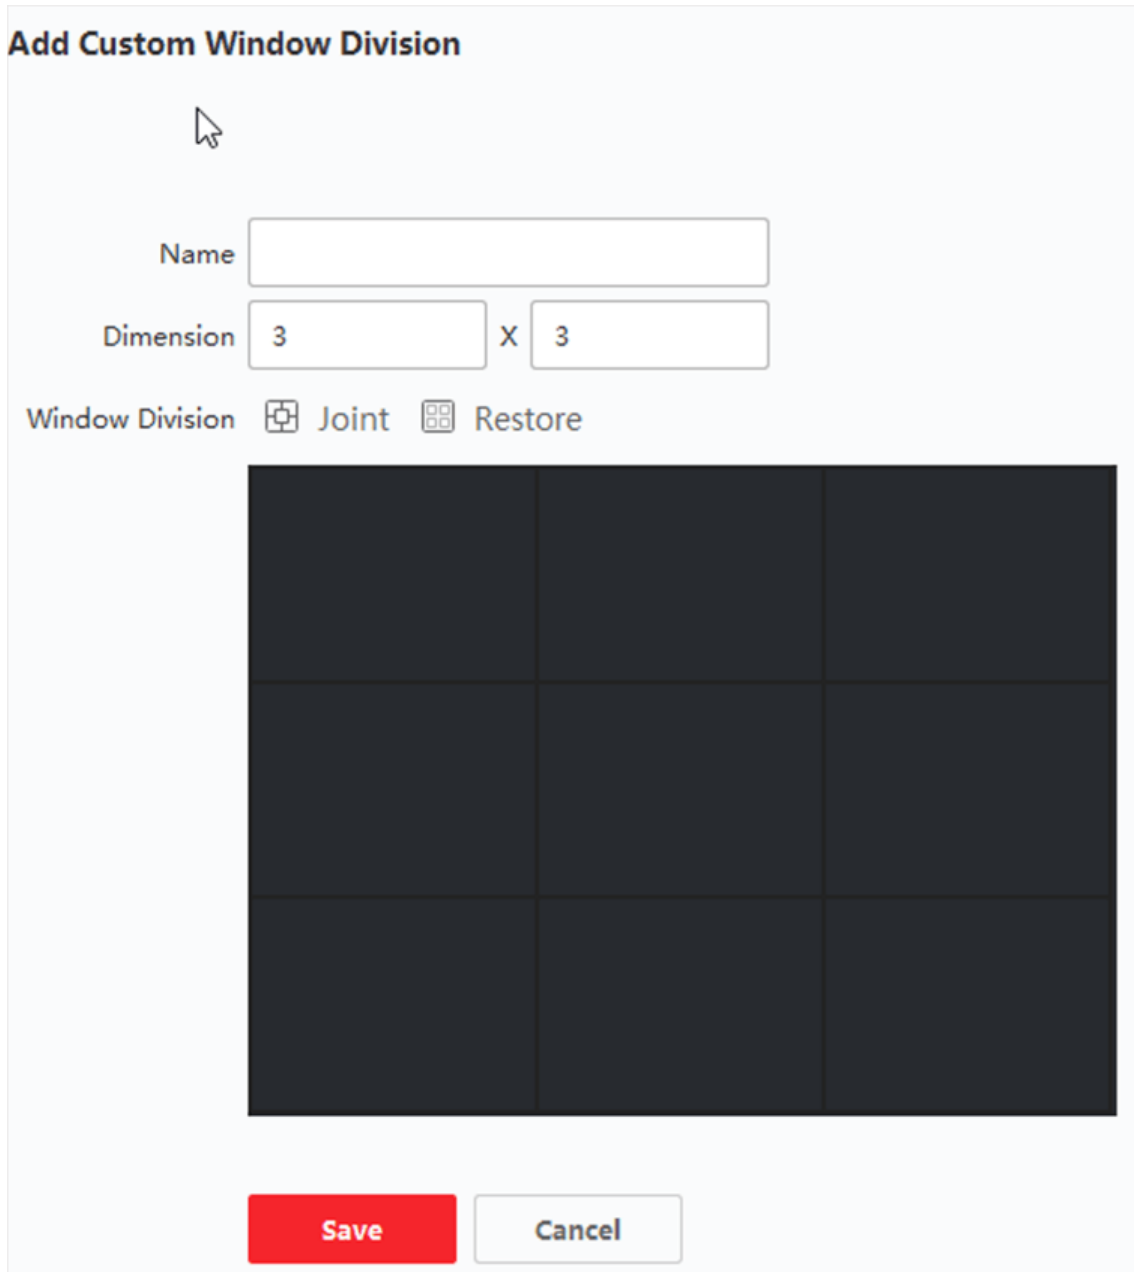 Add Custom Window Division
Name
Dimension 3 X 3
Window Division Joint Restore
Save Cancel